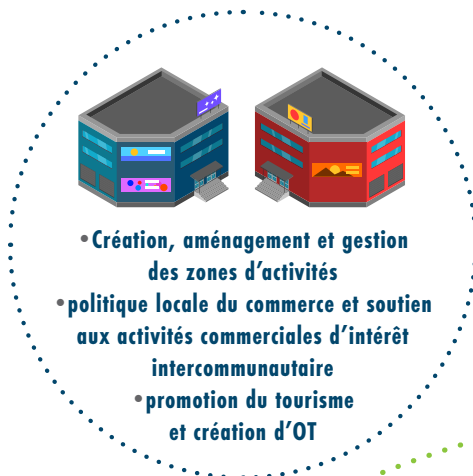 •Création, aménagement et gestion
des zones d’activités
•politique locale du commerce et soutien
aux activités commerciales d’intérêt
intercommunautaire
•promotion du tourisme
et création d’OT